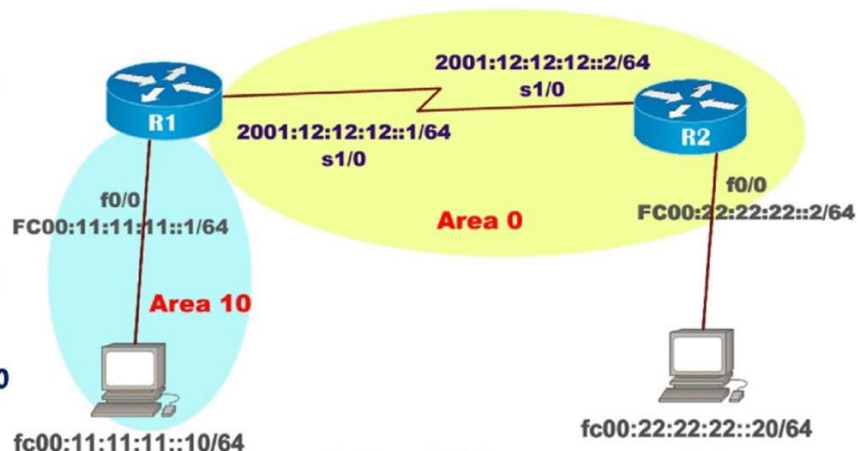 2001:12:12:12::2/64
s1/0
R1
R2
2001:12:12:12::1/64
s1/0
f0/0
FC00:11:11:11::1/64
f0/0
FC00:22:22:22::2/64
Area 0
Area 10
0
fc00:11:11:11::10/64
fc00:22:22:22::20/64